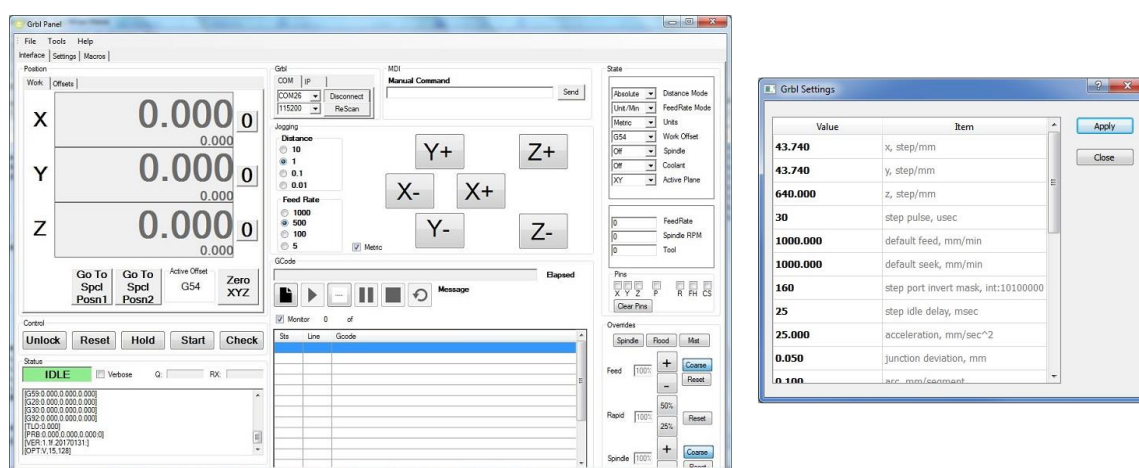 Grbl Panel
File Tools Help
Interface Settings Macros
Position
Work Offsets
X 0.000 0
0.000
Y 0.000 0
0.000
Z 0.000 0
0.000
Go To Spcl Posn1
Go To Spcl Posn2
Active Offset
G54
Zero XYZ
Control
Unlock Reset Hold Start Check
Status
IDLE Verbose Q: RX:
[G59:0.000,0.000,0.000]
[G28:0.000,0.000,0.000]
[G30:0.000,0.000,0.000]
[G92:0.000,0.000,0.000]
[TLO:0.000]
[PRB:0.000,0.000,0.000:0]
[VER:1.1f.20170131:]
[OPT:V,15,128]
Grbl
COM IP
COM26 Disconnect
115200 ReScan
MDI
Manual Command
Send
Jogging
Distance
10
1
0.1
0.01
Feed Rate
1000
500
100
5
Metric
Y+ Z+
X- X+
Y- Z-
GCode
Elapsed
Message
Monitor 0 of
Sts Line Gcode
State
Absolute Distance Mode
Unit/Min FeedRate Mode
Metric Units
G54 Work Offset
Off Spindle
Off Coolant
XY Active Plane
0 FeedRate
0 Spindle RPM
0 Tool
Pins
X Y Z P R FH CS
Clear Pins
Overrides
Spindle Flood Mist
Feed 100% + Coarse
- Reset
Rapid 100% 50% Reset
25%
Spindle 100% + Coarse
Reset
Grbl Settings
Value Item
43.740 x, step/mm
43.740 y, step/mm
640.000 z, step/mm
30 step pulse, usec
1000.000 default feed, mm/min
1000.000 default seek, mm/min
160 step port invert mask, int:10100000
25 step idle delay, msec
25.000 acceleration, mm/sec^2
0.050 junction deviation, mm
0.100 arc, mm/segment
Apply
Close